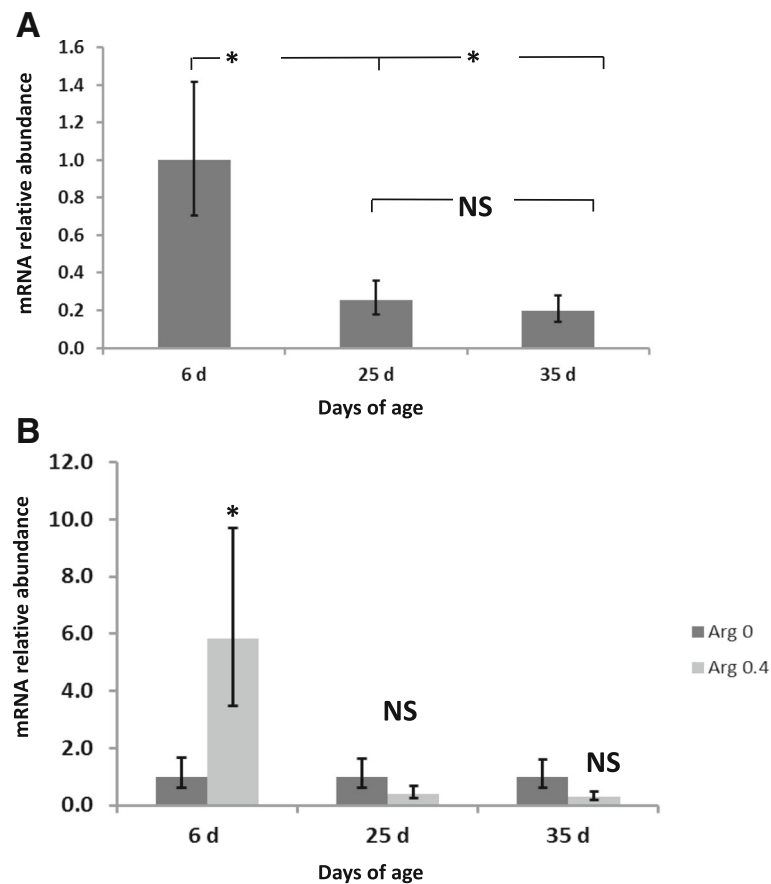 A
1.6
1.4
1.2
1.0
0.8
0.6
0.4
0.2
0.0
mRNA relative abundance
* *
NS
6 d 25 d 35 d
Days of age
B
12.0
10.0
8.0
6.0
4.0
2.0
0.0
mRNA relative abundance
*
NS
NS
Arg 0
Arg 0.4
6 d 25 d 35 d
Days of age